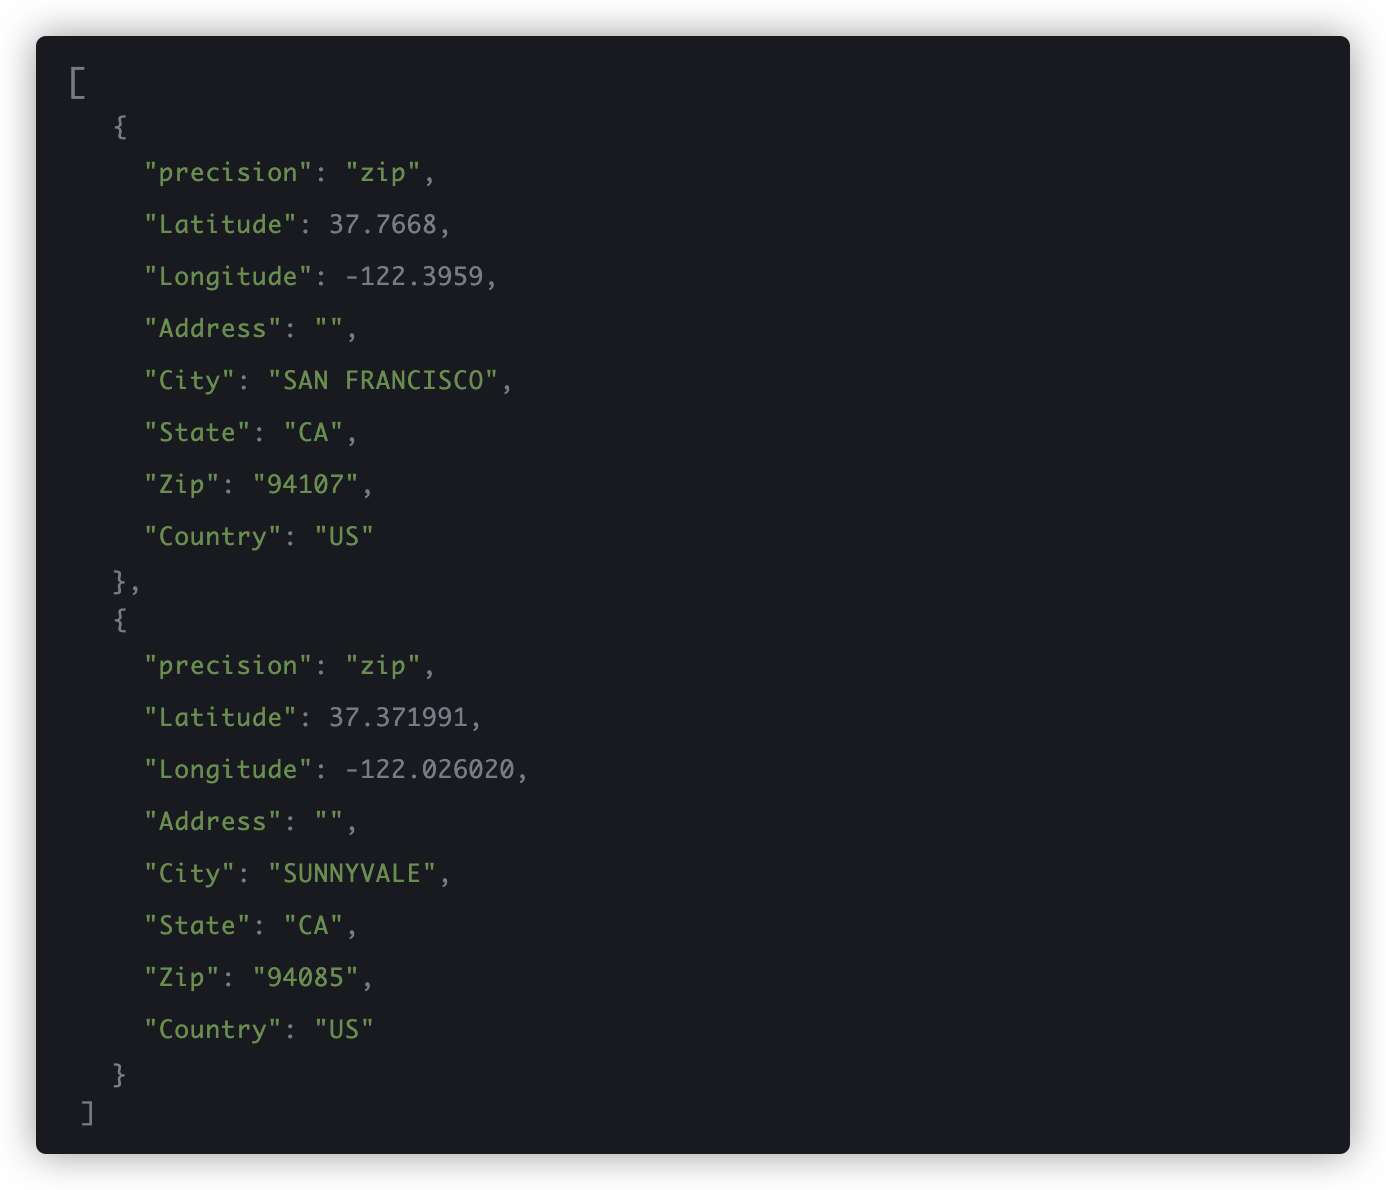 [
{
"precision": "zip",
"Latitude": 37.7668,
"Longitude": -122.3959,
"Address": "",
"City": "SAN FRANCISCO",
"State": "CA",
"Zip": "94107",
"Country": "US"
},
{
"precision": "zip",
"Latitude": 37.371991,
"Longitude": -122.026020,
"Address": "",
"City": "SUNNYVALE",
"State": "CA",
"Zip": "94085",
"Country": "US"
}
]